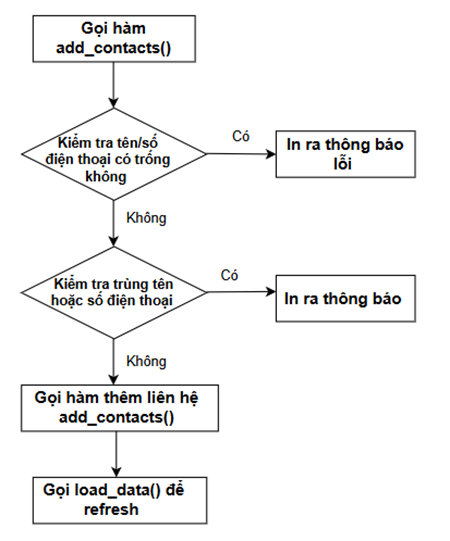 Gọi hàm
add_contacts()
Kiểm tra tên/số
điện thoại có trống
không
Có
In ra thông báo
lỗi
Không
Kiểm tra trùng tên
hoặc số điện thoại
Có
In ra thông báo
Không
Gọi hàm thêm liên hệ
add_contacts()
Gọi load_data() để
refresh